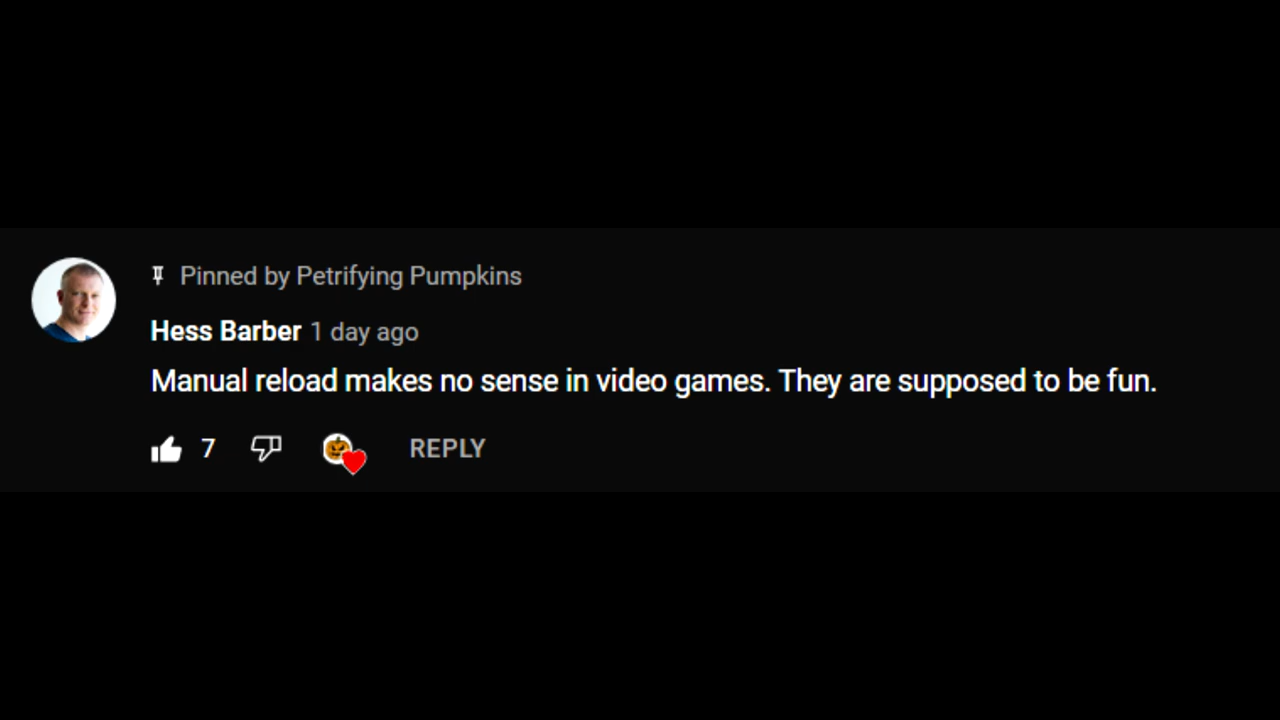 Pinned by Petrifying Pumpkins
Hess Barber 1 day ago
Manual reload makes no sense in video games. They are supposed to be fun.
7 REPLY